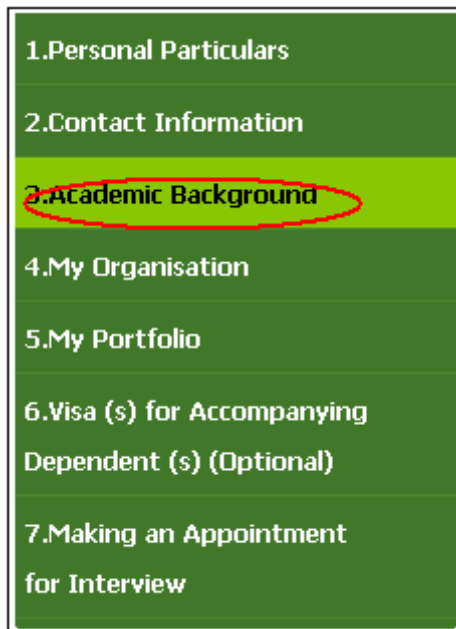 1.Personal Particulars
2.Contact Information
3.Academic Background
4.My Organisation
5.My Portfolio
6.Visa (s) for Accompanying
Dependent (s) (Optional)
7.Making an Appointment
for Interview